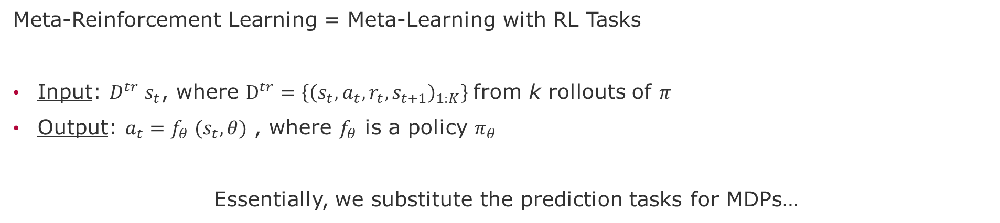 Meta-Reinforcement Learning = Meta-Learning with RL Tasks
• Input: $D^{tr}$ $s_t$, where $\mathrm{D}^{tr} = \{(s_t, a_t, r_t, s_{t+1})_{1:K}\}$ from k rollouts of $\pi$
• Output: $a_t = f_\theta (s_t, \theta)$ , where $f_\theta$ is a policy $\pi_\theta$
Essentially, we substitute the prediction tasks for MDPs…